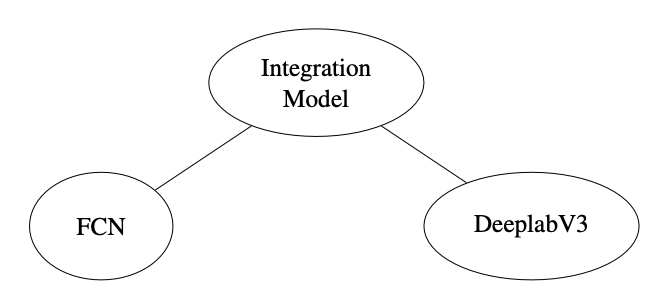 Integration
Model
FCN
DeeplabV3